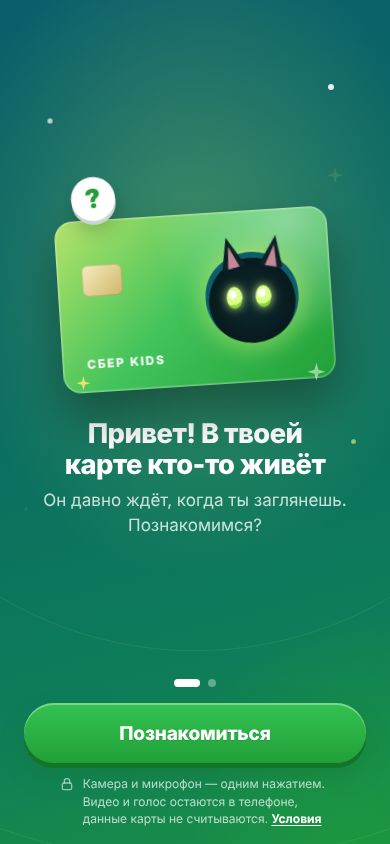 ?
СБЕР KIDS
Привет! В твоей
карте кто-то живёт
Он давно ждёт, когда ты заглянешь.
Познакомимся?
Познакомиться
Камера и микрофон — одним нажатием.
Видео и голос остаются в телефоне,
данные карты не считываются. Условия